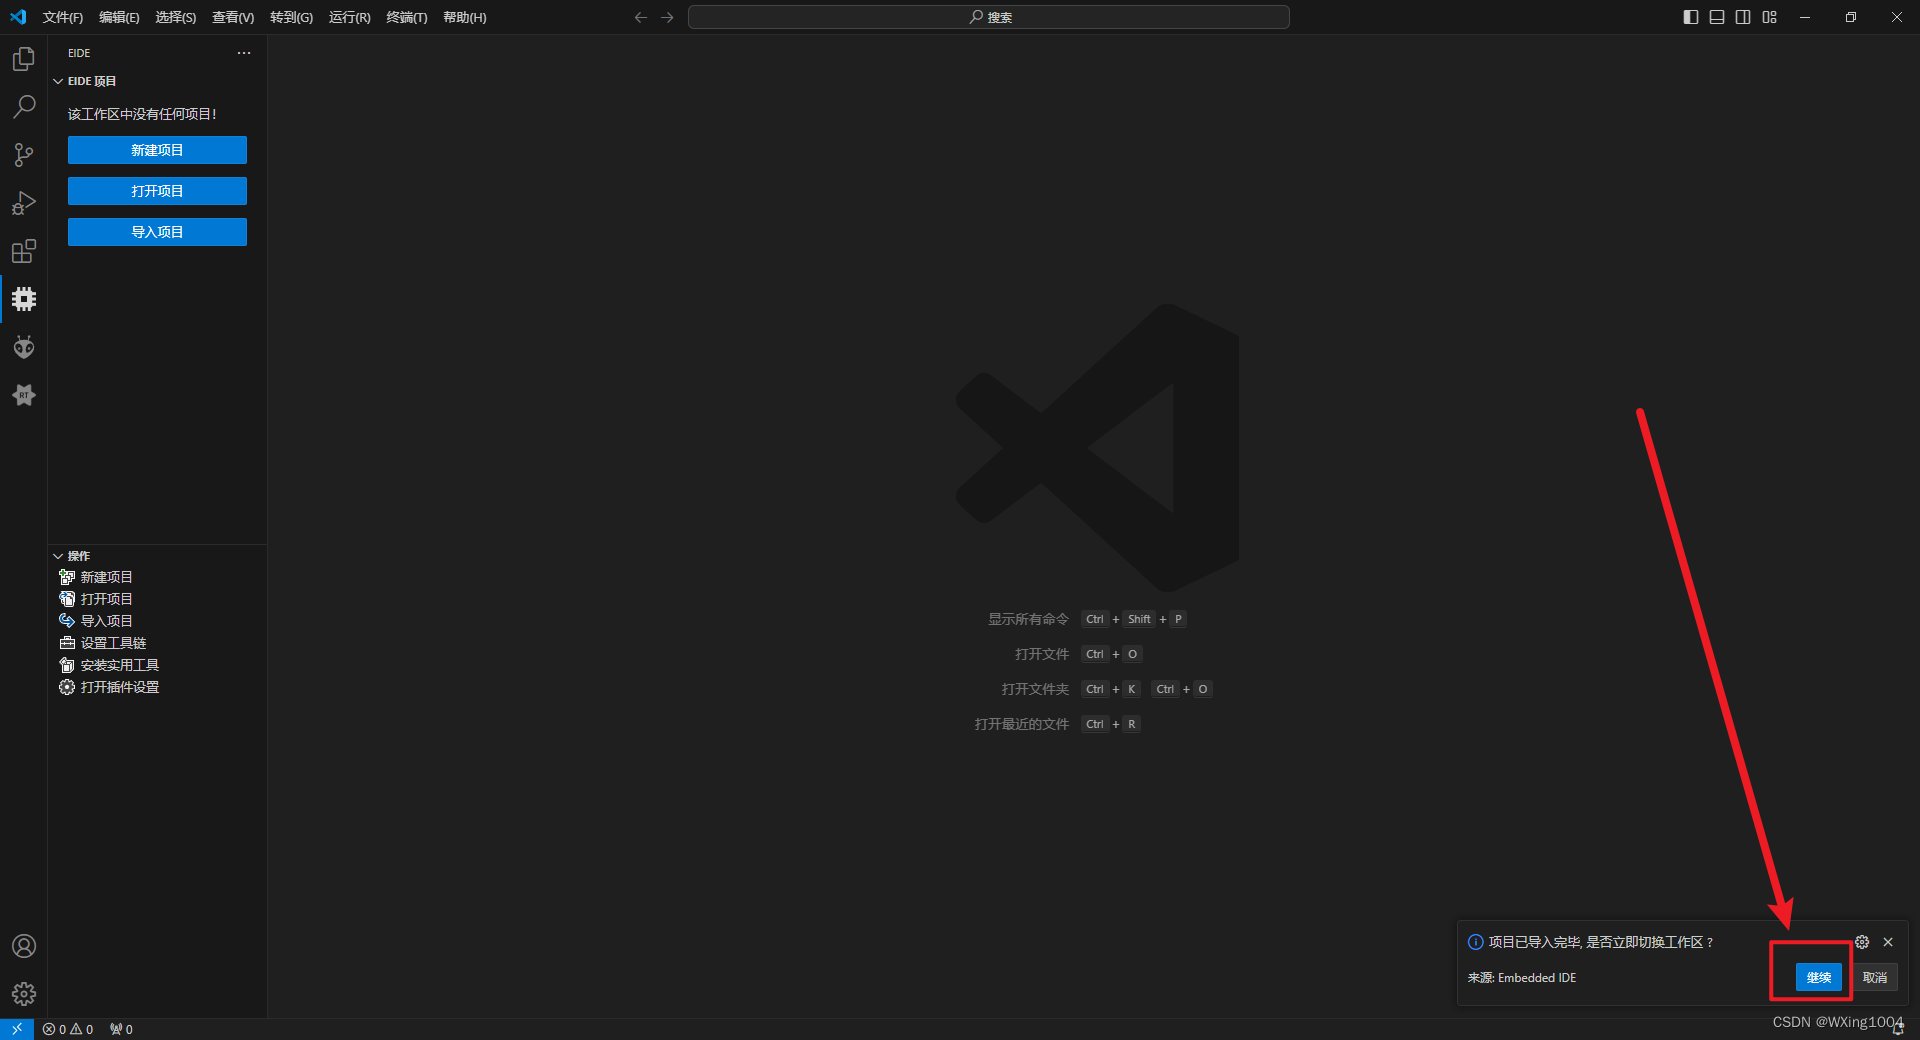 文件(F) 编辑(E) 选择(S) 查看(V) 转到(G) 运行(R) 终端(T) 帮助(H) 搜索
EIDE
EIDE 项目
该工作区中没有任何项目!
新建项目
打开项目
导入项目
RT
操作
新建项目
打开项目
导入项目
设置工具链
安装实用工具
打开插件设置
显示所有命令 Ctrl + Shift + P
打开文件 Ctrl + O
打开文件夹 Ctrl + K Ctrl + O
打开最近的文件 Ctrl + R
项目已导入完毕, 是否立即切换工作区 ?
来源: Embedded IDE 继续 取消
0 0 0
CSDN @WXing1004